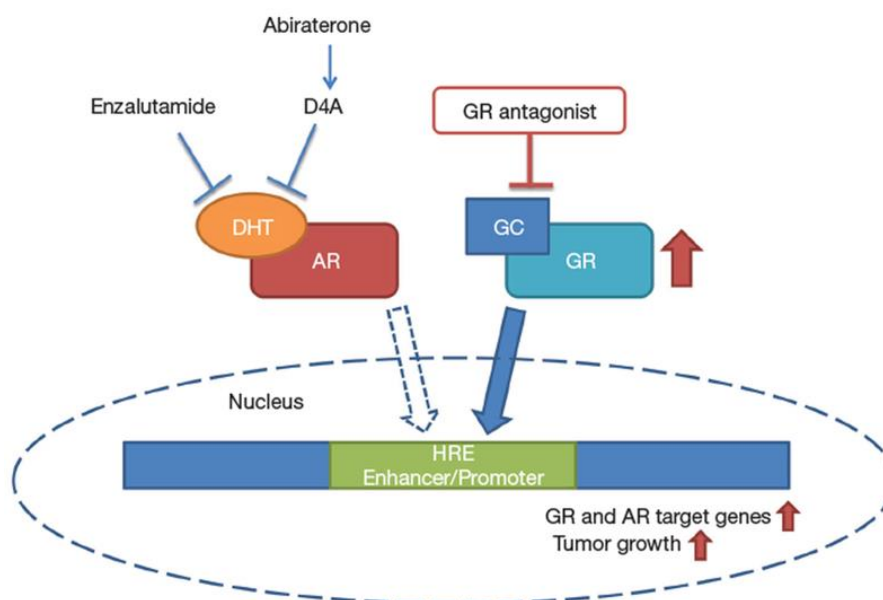 Abiraterone
Enzalutamide
D4A
GR antagonist
DHT
AR
GC
GR
Nucleus
HRE
Enhancer/Promoter
GR and AR target genes
Tumor growth